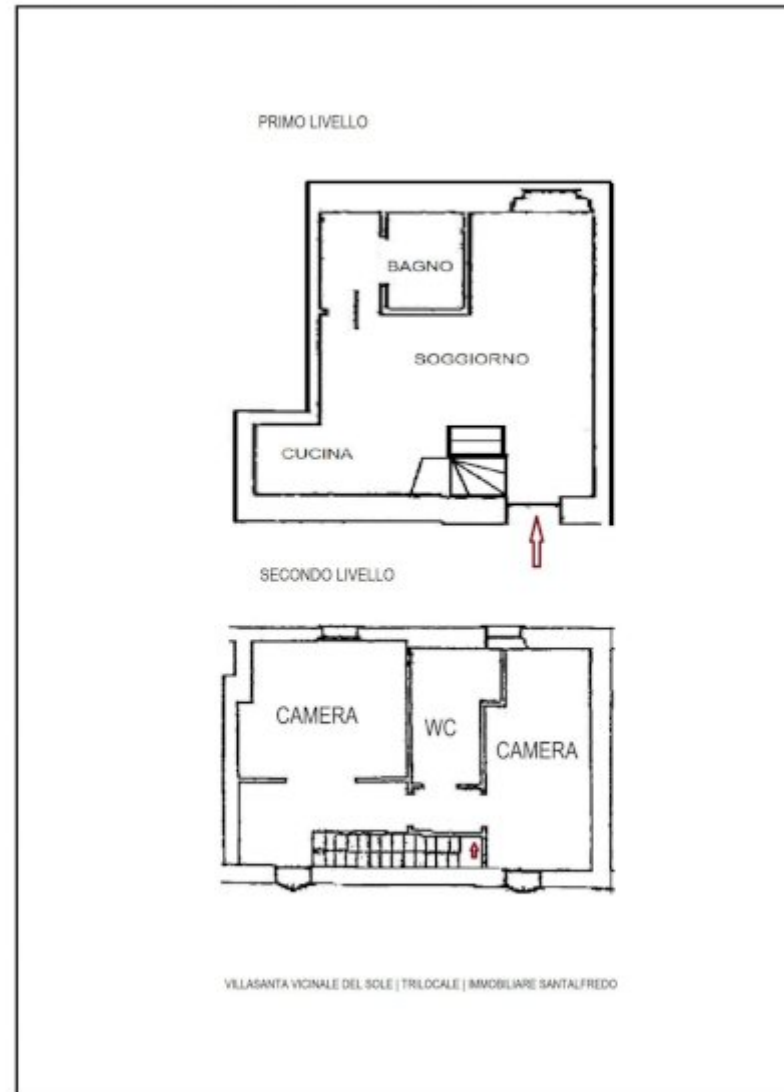 PRIMO LIVELLO
BAGNO
SOGGIORNO
CUCINA
SECONDO LIVELLO
CAMERA
WC
CAMERA
VILLASANTA VICINALE DEL SOLE | TRILOCALE | IMMOBILIARE SANTALFREDO